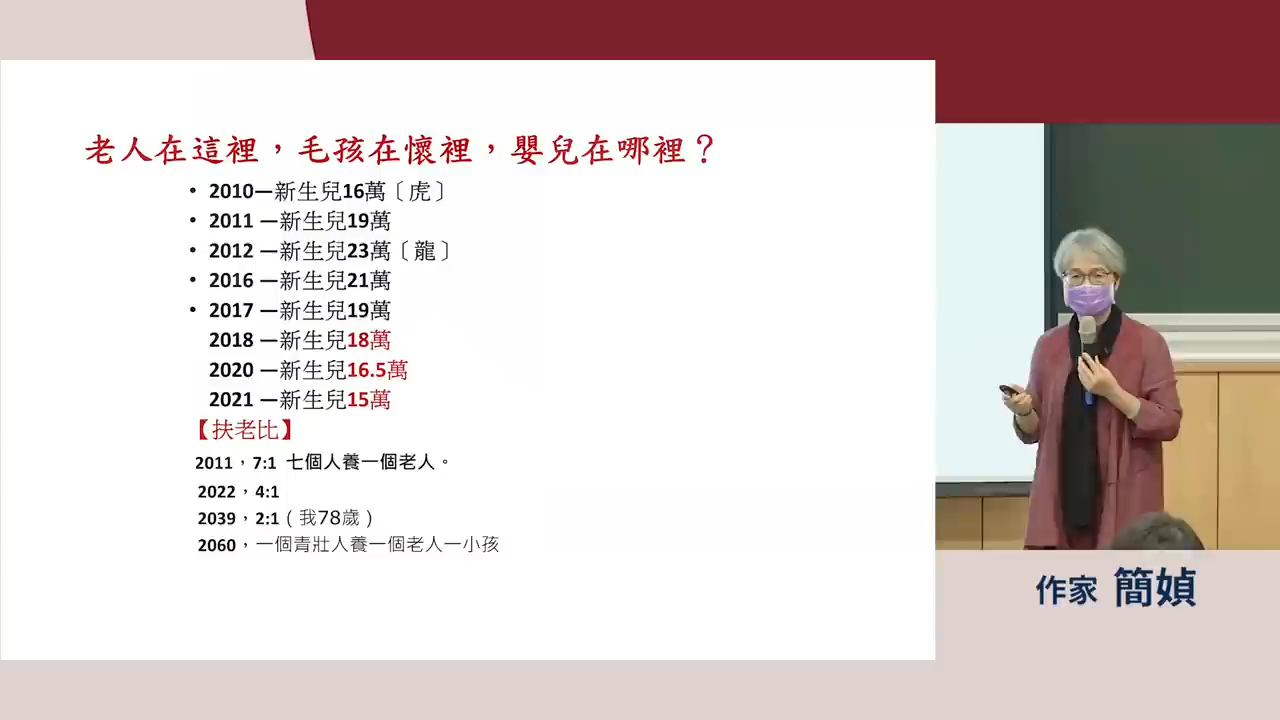 老人在這裡，毛孩在懷裡，嬰兒在哪裡？
• 2010—新生兒16萬〔虎〕
• 2011 —新生兒19萬
• 2012 —新生兒23萬〔龍〕
• 2016 —新生兒21萬
• 2017 —新生兒19萬
2018 —新生兒18萬
2020 —新生兒16.5萬
2021 —新生兒15萬
【扶老比】
2011，7:1 七個人養一個老人。
2022，4:1
2039，2:1（我78歲）
2060，一個青壯人養一個老人一小孩
作家 簡媜